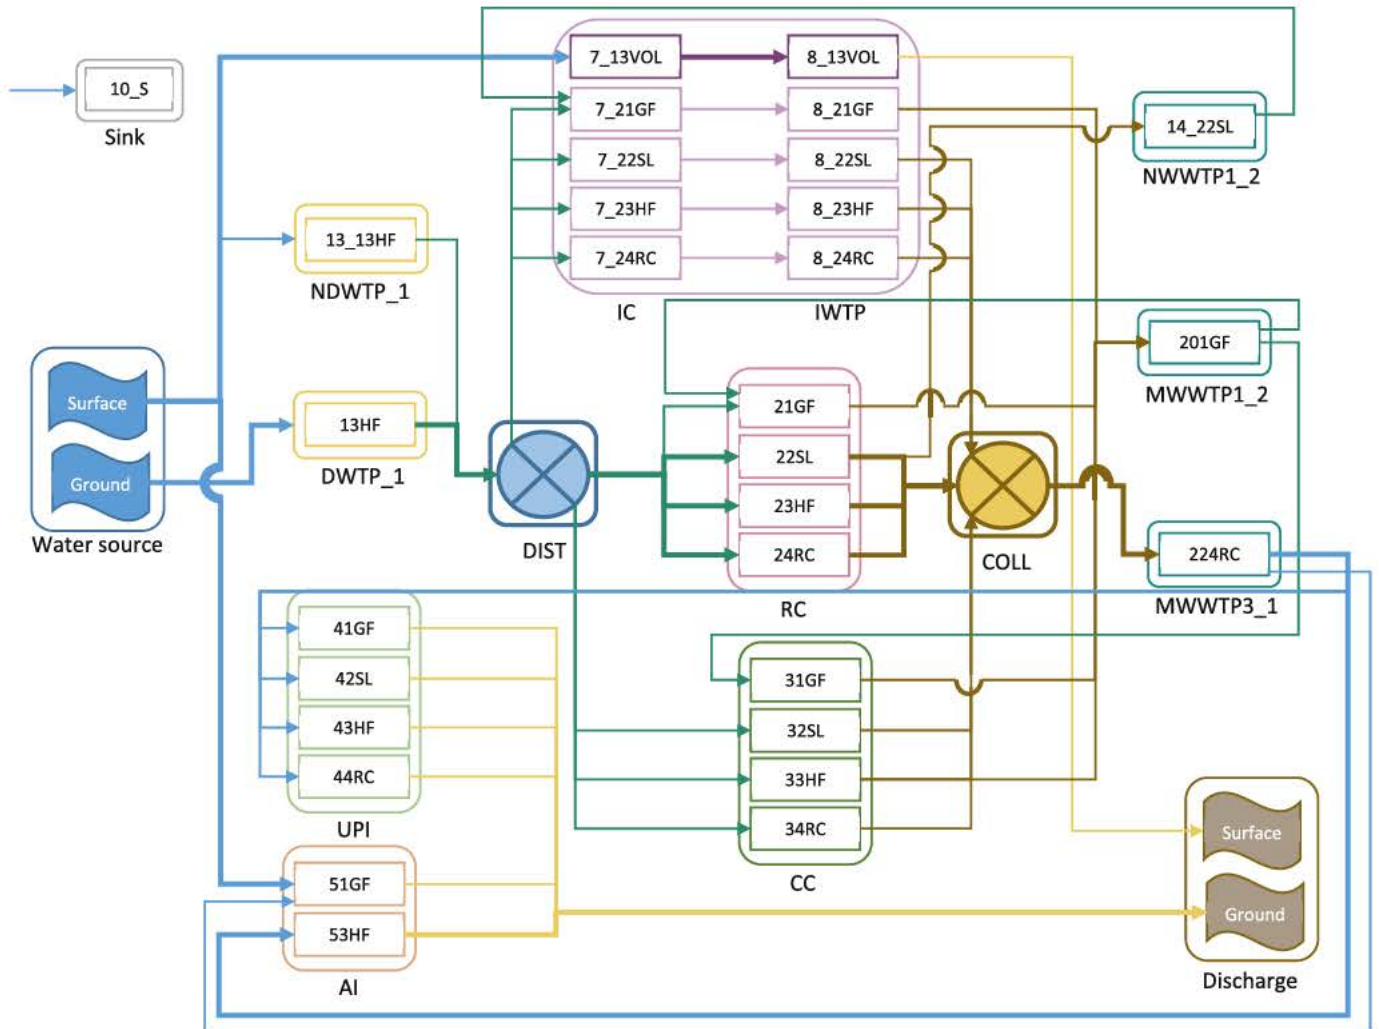 7_13VOL
8_13VOL
10_S
Sink
7_21GF
8_21GF
14_22SL
NWWTP1_2
7_22SL
8_22SL
7_23HF
8_23HF
7_24RC
8_24RC
IC
IWTP
13_13HF
NDWTP_1
201GF
MWWTP1_2
Surface
Ground
Water source
13HF
DWTP_1
DIST
21GF
22SL
23HF
24RC
RC
COLL
224RC
MWWTP3_1
41GF
42SL
43HF
44RC
UPI
31GF
32SL
33HF
34RC
CC
51GF
53HF
AI
Surface
Ground
Discharge